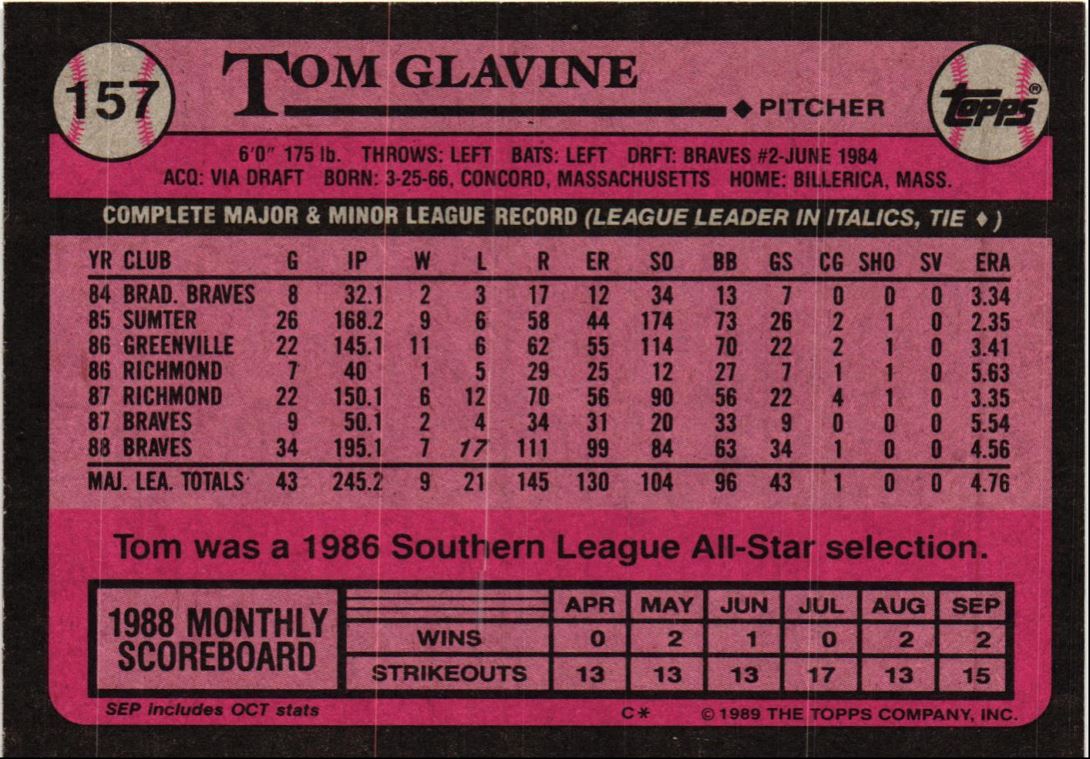 157
TOM GLAVINE
◆ PITCHER
Topps®
6'0" 175 lb. THROWS: LEFT BATS: LEFT DRFT: BRAVES #2-JUNE 1984
ACQ: VIA DRAFT BORN: 3-25-66, CONCORD, MASSACHUSETTS HOME: BILLERICA, MASS.
COMPLETE MAJOR & MINOR LEAGUE RECORD (LEAGUE LEADER IN ITALICS, TIE ♦)
YR CLUB G IP W L R ER SO BB GS CG SHO SV ERA
84 BRAD. BRAVES 8 32.1 2 3 17 12 34 13 7 0 0 0 3.34
85 SUMTER 26 168.2 9 6 58 44 174 73 26 2 1 0 2.35
86 GREENVILLE 22 145.1 11 6 62 55 114 70 22 2 1 0 3.41
86 RICHMOND 7 40 1 5 29 25 12 27 7 1 1 0 5.63
87 RICHMOND 22 150.1 6 12 70 56 90 56 22 4 1 0 3.35
87 BRAVES 9 50.1 2 4 34 31 20 33 9 0 0 0 5.54
88 BRAVES 34 195.1 7 17 111 99 84 63 34 1 0 0 4.56
MAJ. LEA. TOTALS 43 245.2 9 21 145 130 104 96 43 1 0 0 4.76
Tom was a 1986 Southern League All-Star selection.
1988 MONTHLY
SCOREBOARD
APR MAY JUN JUL AUG SEP
WINS 0 2 1 0 2 2
STRIKEOUTS 13 13 13 17 13 15
SEP includes OCT stats
C* © 1989 THE TOPPS COMPANY, INC.